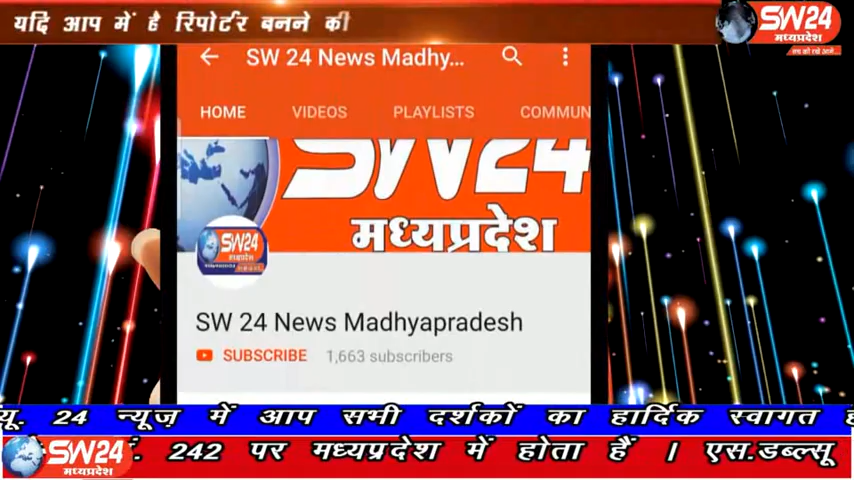 यदि आप में है रिपोर्टर बनने की
SW24
मध्यप्रदेश
SW 24 News Madhy...
HOME VIDEOS PLAYLISTS COMMUN
SW24
मध्यप्रदेश
SW24
SW 24 News Madhyapradesh
SUBSCRIBE 1,663 subscribers
यू. 24 न्यूज़ में आप सभी दर्शकों का हार्दिक स्वागत ह
SW24
मध्यप्रदेश
242 पर मध्यप्रदेश में होता हैं । एस.डब्ल्सू